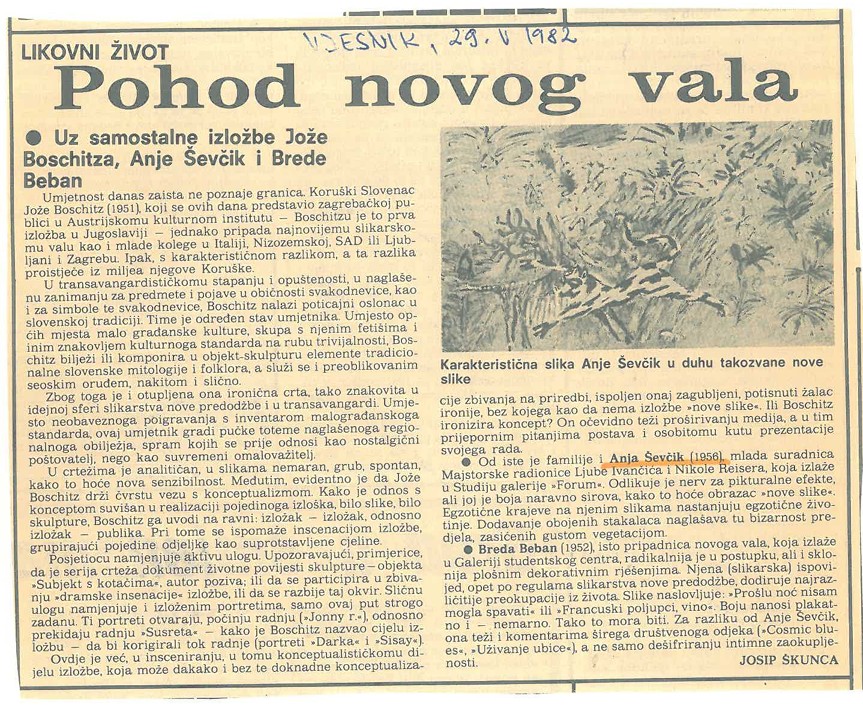 VJESNIK, 29. V 1982
LIKOVNI ŽIVOT
Pohod novog vala
● Uz samostalne izložbe Jože
Boschitza, Anje Ševčik i Brede
Beban
Umjetnost danas zaista ne poznaje granica. Koruški Slovenac
Jože Boschitz (1951), koji se ovih dana predstavio zagrebačkoj pu-
blici u Austrijskomu kulturnom institutu — Boschitzu je to prva
izložba u Jugoslaviji — jednako pripada najnovijemu slikarsko-
mu valu kao i mlade kolege u Italiji, Nizozemskoj, SAD ili Ljub-
ljani i Zagrebu. Ipak, s karakterističnom razlikom, a ta razlika
proistječe iz miljea njegove Koruške.
U transavangardističkomu stapanju i opuštenosti, u naglaše-
nu zanimanju za predmete i pojave u običnosti svakodnevice, kao
i za simbole te svakodnevice, Boschitz nalazi poticajni oslonac u
slovenskoj tradiciji. Time je određen stav umjetnika. Umjesto op-
ćih mjesta malo građanske kulture, skupa s njenim fetišima i
inim znakovljem kulturnoga standarda na rubu trivijalnosti, Bos-
chitz bilježi ili komponira u objekt-skulpturu elemente tradicio-
nalne slovenske mitologije i folklora, a služi se i preoblikovanim
seoskim oruđem, nakitom i slično.
Zbog toga je i otupljena ona ironična crta, tako znakovita u
idejnoj sferi slikarstva nove predodžbe i u transavangardi. Umje-
sto neobaveznoga poigravanja s inventarom malograđanskoga
standarda, ovaj umjetnik gradi pučke toteme naglašenoga regio-
nalnoga obilježja, spram kojih se prije odnosi kao nostalgični
poštovatelj, nego kao suvremeni ismijavatelj.
U crtežima je analitičan, u slikama nemaran, grub, spontan,
kako to hoće nova senzibilnost. Međutim, evidentno je da Jože
Boschitz drži čvrstu vezu s konceptualizmom. Kako je odnos s
konceptom suvišan u realizaciji pojedinoga izloška, bilo slike, bilo
skulpture, Boschitz ga uvodi na ravni: izložak — izložak, odnosno
izložak — publika. Pri tome se ispomaže inscenacijom izložbe,
grupirajući pojedine odjeljke kao suprotstavljene cjeline.
Posjetiocu namjenjuje aktivu ulogu. Upozoravajući, primjerice,
da je serija crteža dokument životne povijesti skulpture — objekta
»Subjekt s kotačima«, autor poziva; ili da se participira u zbiva-
nju »dramske insenacije« izložbe, ili da se razbije taj okvir. Sličnu
ulogu namjenjuje i izloženim portretima, samo ovaj put strogo
zadanu. Ti portreti otvaraju, počinju radnju (»Jonny r.«), odnosno
prekidaju radnju »Susreta« — kako je Boschitz nazvao cijelu iz-
ložbu — da bi korigirali tok radnje (portreti »Darka« i »Sisay«).
Ovdje je već, u insceniranju, u tomu konceptualističkomu di-
jelu izložbe, koja može dakako i bez te doknadne konceptualiza-
Karakteristična slika Anje Ševčik u duhu takozvane nove
slike
cije zbivanja na priredbi, ispoljen onaj zagubljeni, potisnuti žalac
ironije, bez kojega kao da nema izložbe »nove slike«. Ili Boschitz
ironizira koncept? On očevidno teži proširivanju medija, a u tim
prijepornim pitanjima postava i osobitomu kutu prezentacije
svojega rada.
● Od iste je familije i Anja Ševčik (1956), mlada suradnica
Majstorske radionice Ljube Ivančića i Nikole Reisera, koja izlaže
u Studiju galerije »Forum«. Odlikuje je nerv za pikturalne efekte,
ali joj je boja naravno sirova, kako to hoće obrazac »nove slike«.
Egzotične krajeve na njenim slikama nastanjuju egzotične živo-
tinje. Dodavanje obojenih stakalaca naglašava tu bizarnost pre-
djela, zasićenih gustom vegetacijom.
● Breda Beban (1952), isto pripadnica novoga vala, koja izlaže
u Galeriji studentskog centra, radikalnija je u postupku, ali i sklo-
nija plošnim dekorativnim rješenjima. Njena (slikarska) ispovi-
jed, opet po regulama slikarstva nove predodžbe, dodiruje najraz-
ličitije preokupacije iz života. Slike naslovljuje: »Prošlu noć nisam
mogla spavati« ili »Francuski poljupci, vino«. Boju nanosi plakat-
no i — nemarno. Tako to mora biti. Za razliku od Anje Ševčik,
ona teži i komentarima širega društvenoga odjeka (»Cosmic blu-
es«, »Uživanje ubice«), a ne samo dešifriranju intimne zaokuplje-
nosti.
JOSIP ŠKUNCA